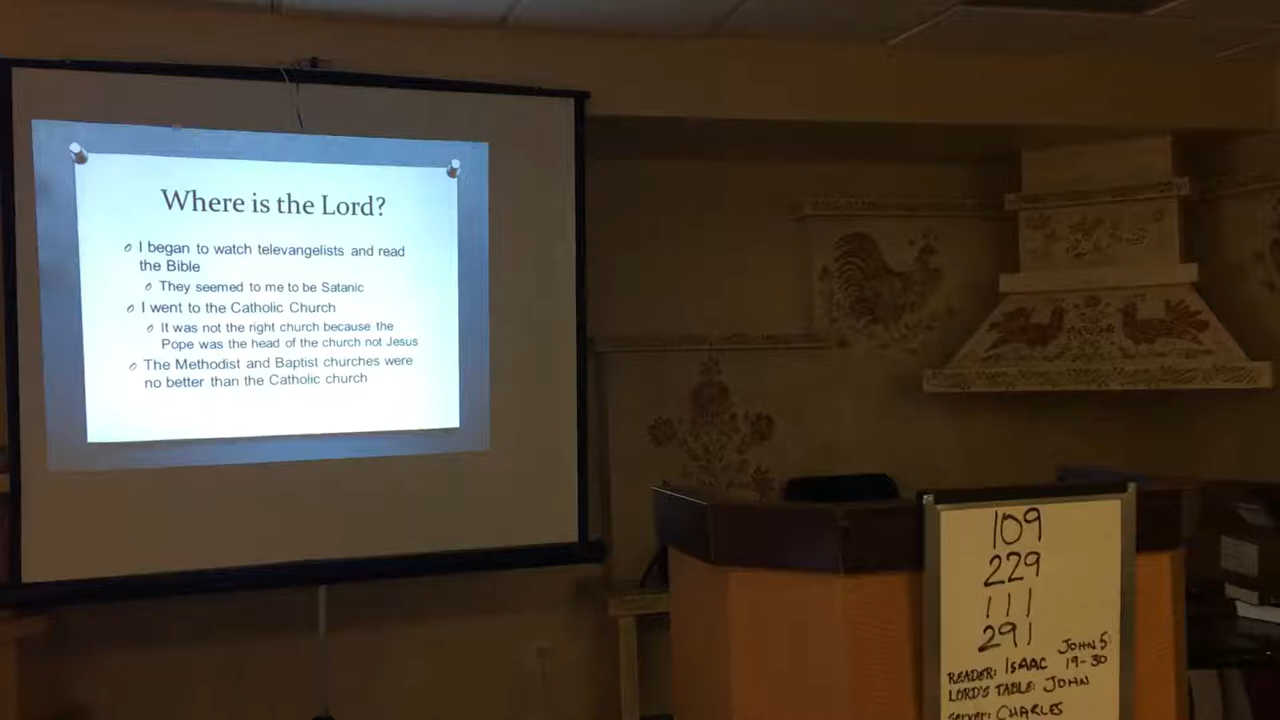 Where is the Lord?
I began to watch televangelists and read
the Bible
They seemed to me to be Satanic
I went to the Catholic Church
It was not the right church because the
Pope was the head of the church not Jesus
The Methodist and Baptist churches were
no better than the Catholic church
109
229
111
291
JOHN 5:
READER: ISAAC 19-30
LORD'S TABLE: JOHN
Server: CHARLES